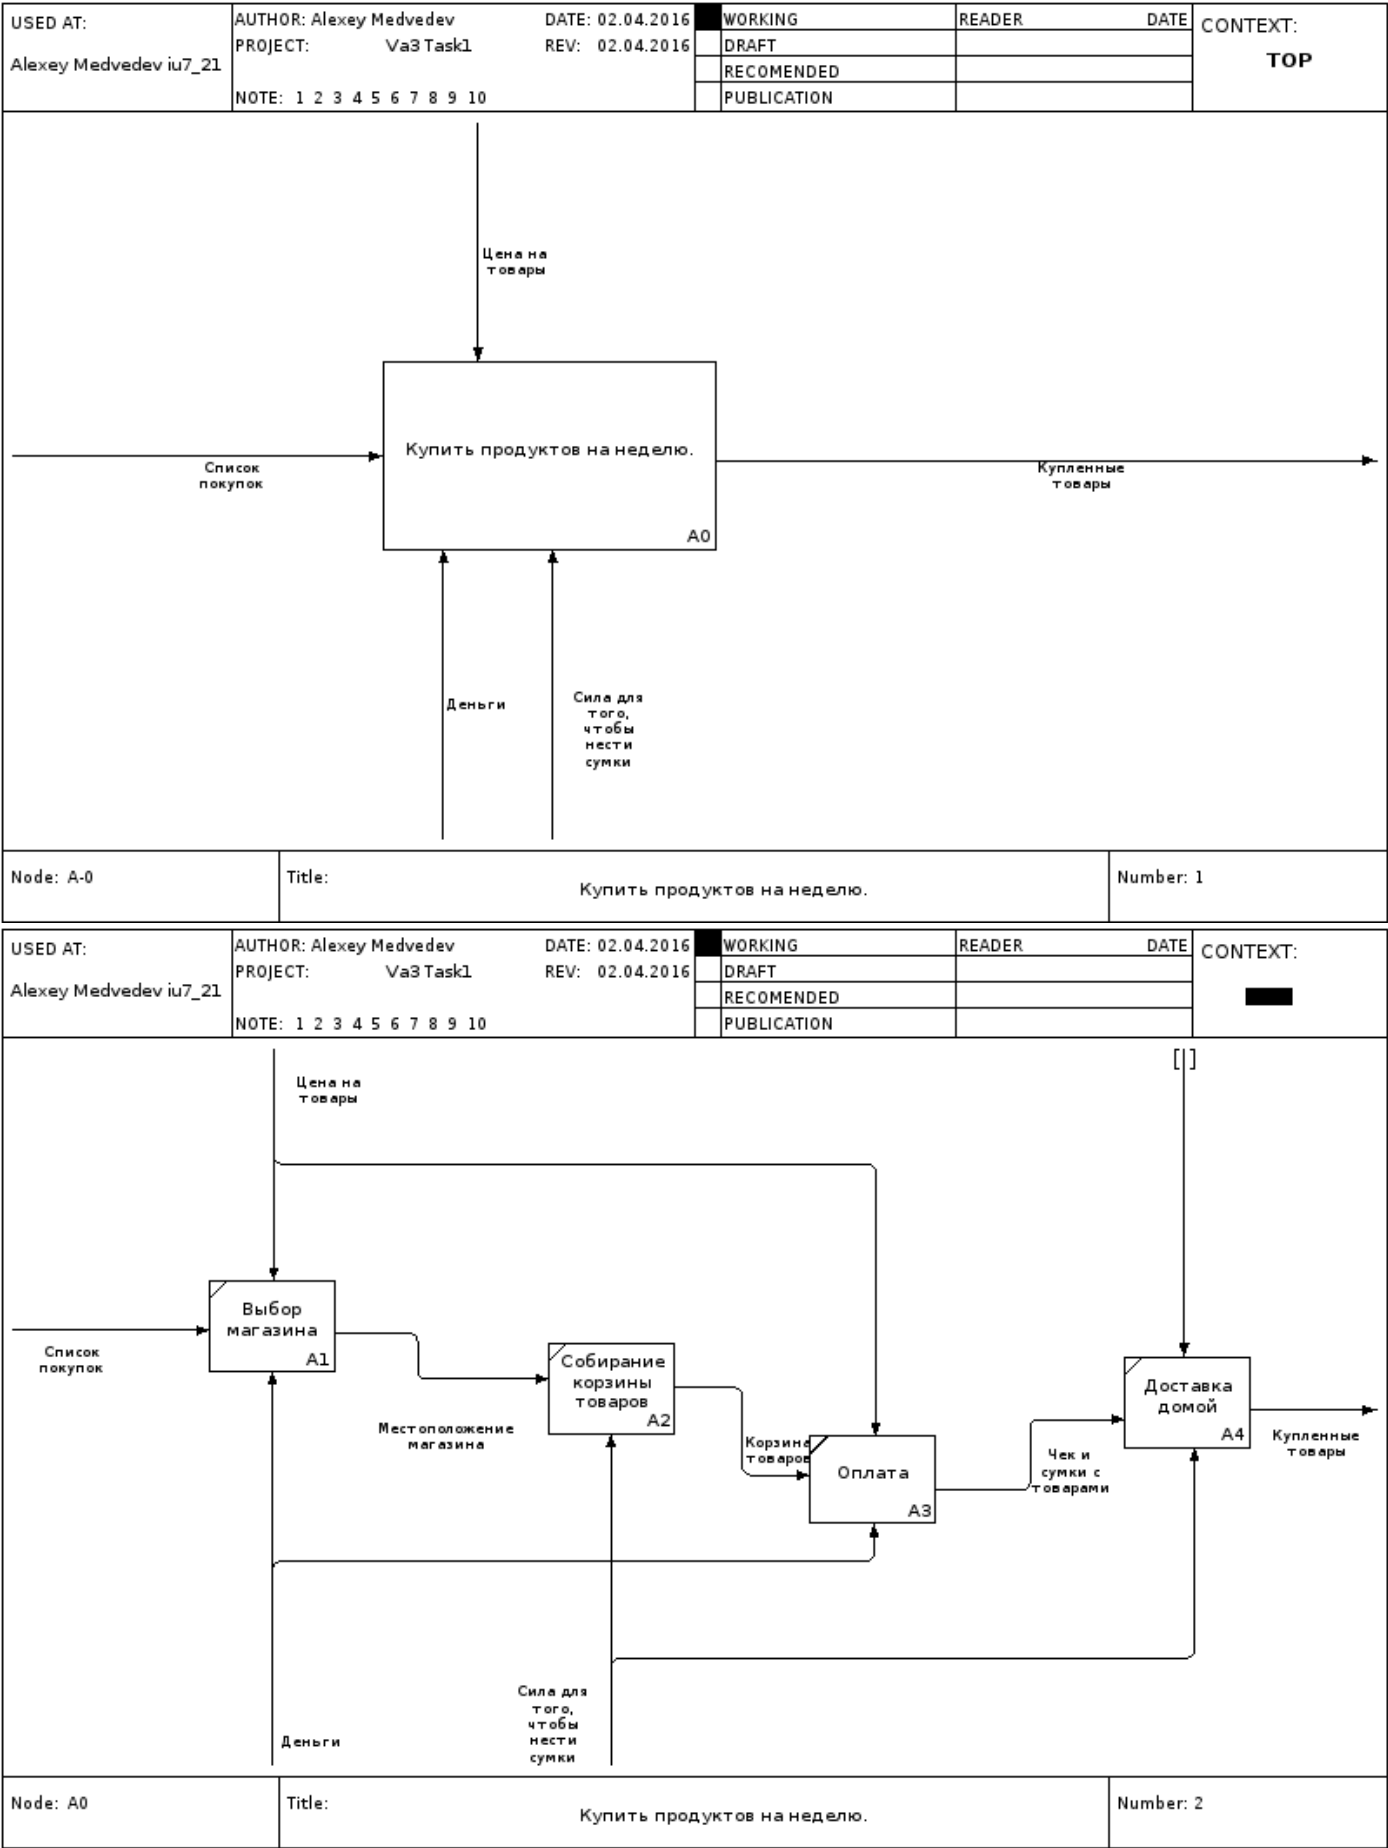 USED AT:
Alexey Medvedev iu7_21
AUTHOR: Alexey Medvedev
DATE: 02.04.2016
PROJECT: Va3 Task1
REV: 02.04.2016
NOTE: 1 2 3 4 5 6 7 8 9 10
WORKING
DRAFT
RECOMENDED
PUBLICATION
READER DATE
CONTEXT:
TOP
Цена на
товары
Купить продуктов на неделю.
A0
Список
покупок
Купленные
товары
Деньги
Сила для
того,
чтобы
нести
сумки
Node: A-0
Title:
Купить продуктов на неделю.
Number: 1
USED AT:
Alexey Medvedev iu7_21
AUTHOR: Alexey Medvedev
DATE: 02.04.2016
PROJECT: Va3 Task1
REV: 02.04.2016
NOTE: 1 2 3 4 5 6 7 8 9 10
WORKING
DRAFT
RECOMENDED
PUBLICATION
READER DATE
CONTEXT:
Цена на
товары
[ ]
Выбор
магазина
A1
Список
покупок
Собирание
корзины
товаров
A2
Местоположение
магазина
Корзина
товаров
Оплата
A3
Чек и
сумки с
товарами
Доставка
домой
A4
Купленные
товары
Деньги
Сила для
того,
чтобы
нести
сумки
Node: A0
Title:
Купить продуктов на неделю.
Number: 2